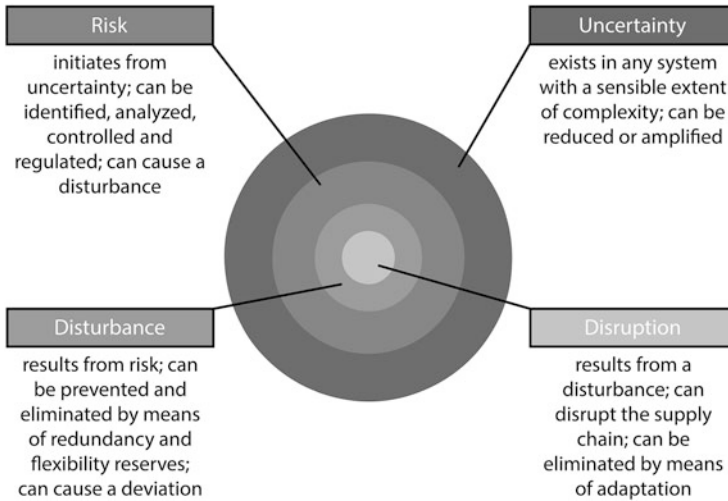 Risk
initiates from
uncertainty; can be
identified, analyzed,
controlled and
regulated; can cause a
disturbance
Uncertainty
exists in any system
with a sensible extent
of complexity; can be
reduced or amplified
Disturbance
results from risk; can
be prevented and
eliminated by means
of redundancy and
flexibility reserves;
can cause a deviation
Disruption
results from a
disturbance; can
disrupt the supply
chain; can be
eliminated by means
of adaptation